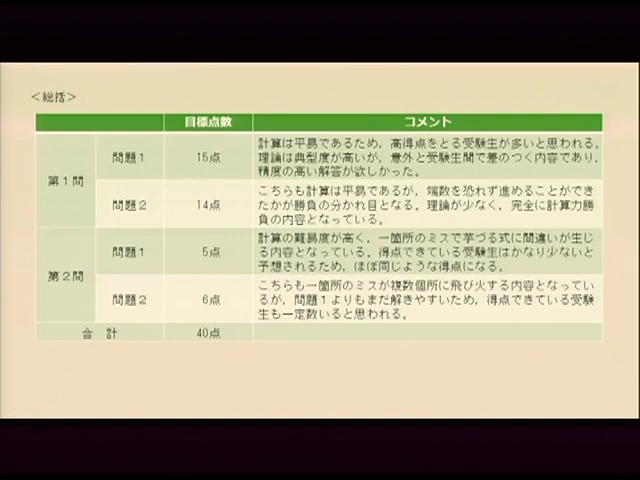 ＜総括＞
目標点数 コメント
第1問 問題1 15点 計算は平易であるため，高得点をとる受験生が多いと思われる。
理論は典型度が高いが，意外と受験生間で差のつく内容であり，
精度の高い解答が欲しかった。
問題2 14点 こちらも計算は平易であるが，端数を恐れず進めることができ
たかが勝負の分かれ目となる。理論が少なく，完全に計算力勝
負の内容となっている。
第2問 問題1 5点 計算の難易度が高く，一箇所のミスで芋づる式に間違いが生じ
る内容となっている。得点できている受験生はかなり少ないと
予想されるため，ほぼ同じような得点になる。
問題2 6点 こちらも一箇所のミスが複数個所に飛び火する内容となってい
るが，問題1よりもまだ解きやすいため，得点できている受験
生も一定数いると思われる。
合 計 40点